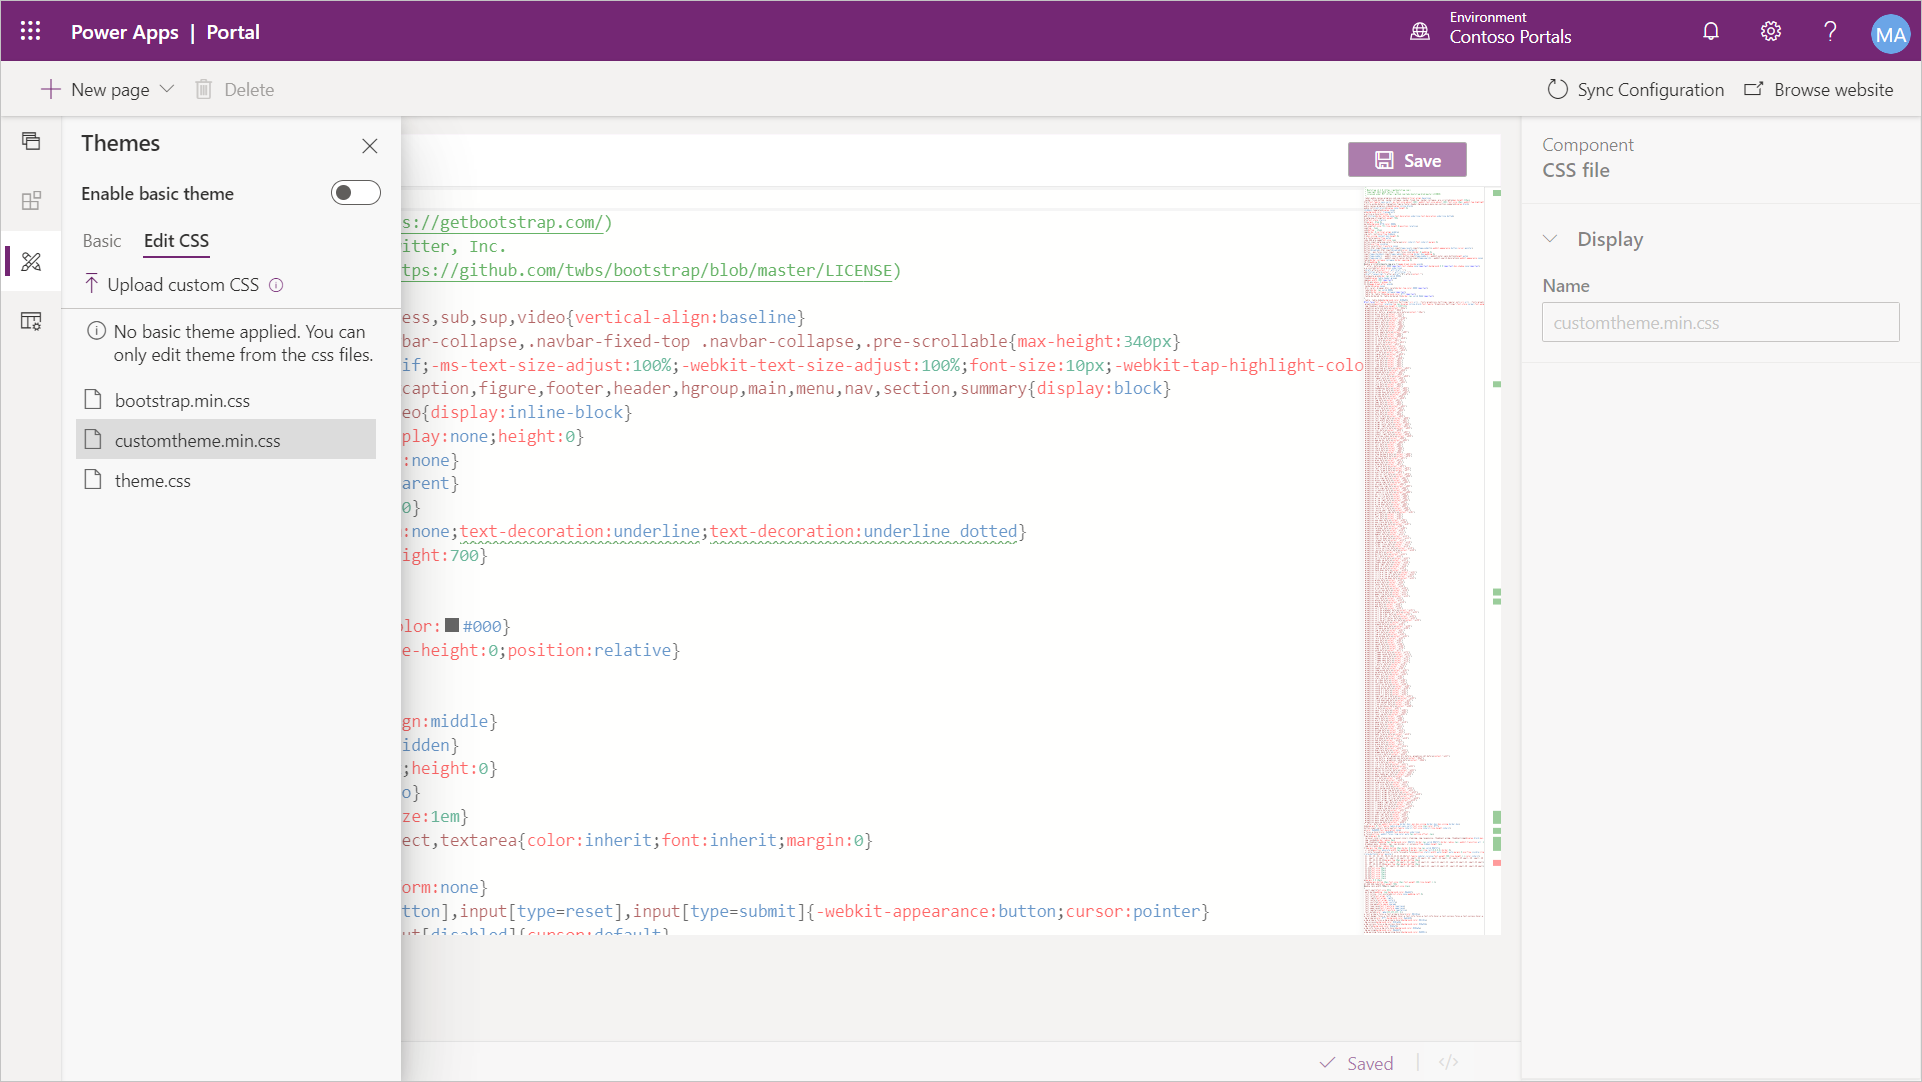 Power Apps | Portal
Environment
Contoso Portals
MA
New page
Delete
Sync Configuration
Browse website
Themes
Enable basic theme
Basic
Edit CSS
Upload custom CSS
No basic theme applied. You can
only edit theme from the css files.
bootstrap.min.css
customtheme.min.css
theme.css
Save
s://getbootstrap.com/)
itter, Inc.
ttps://github.com/twbs/bootstrap/blob/master/LICENSE)
ess,sub,sup,video{vertical-align:baseline}
bar-collapse,.navbar-fixed-top .navbar-collapse,.pre-scrollable{max-height:340px}
if;-ms-text-size-adjust:100%;-webkit-text-size-adjust:100%;font-size:10px;-webkit-tap-highlight-colo
caption,figure,footer,header,hgroup,main,menu,nav,section,summary{display:block}
eo{display:inline-block}
play:none;height:0}
:none}
arent}
0}
:none;text-decoration:underline;text-decoration:underline dotted}
ight:700}
olor:#000}
e-height:0;position:relative}
gn:middle}
idden}
;height:0}
o}
ze:1em}
ect,textarea{color:inherit;font:inherit;margin:0}
orm:none}
tton],input[type=reset],input[type=submit]{-webkit-appearance:button;cursor:pointer}
ut[disabled]{cursor:default}
Saved
</>
Component
CSS file
Display
Name
customtheme.min.css